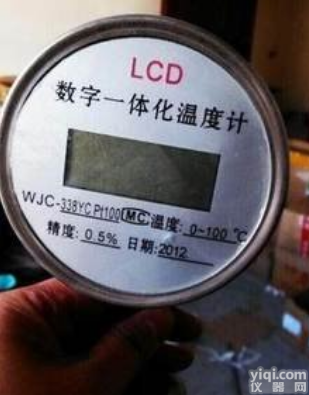 LCD
数字一体化温度计
WJC-338YC Pt100 MC 温度: 0~100 ℃
精度: 0.5% 日期: 2012
yiqi.com
仪器网